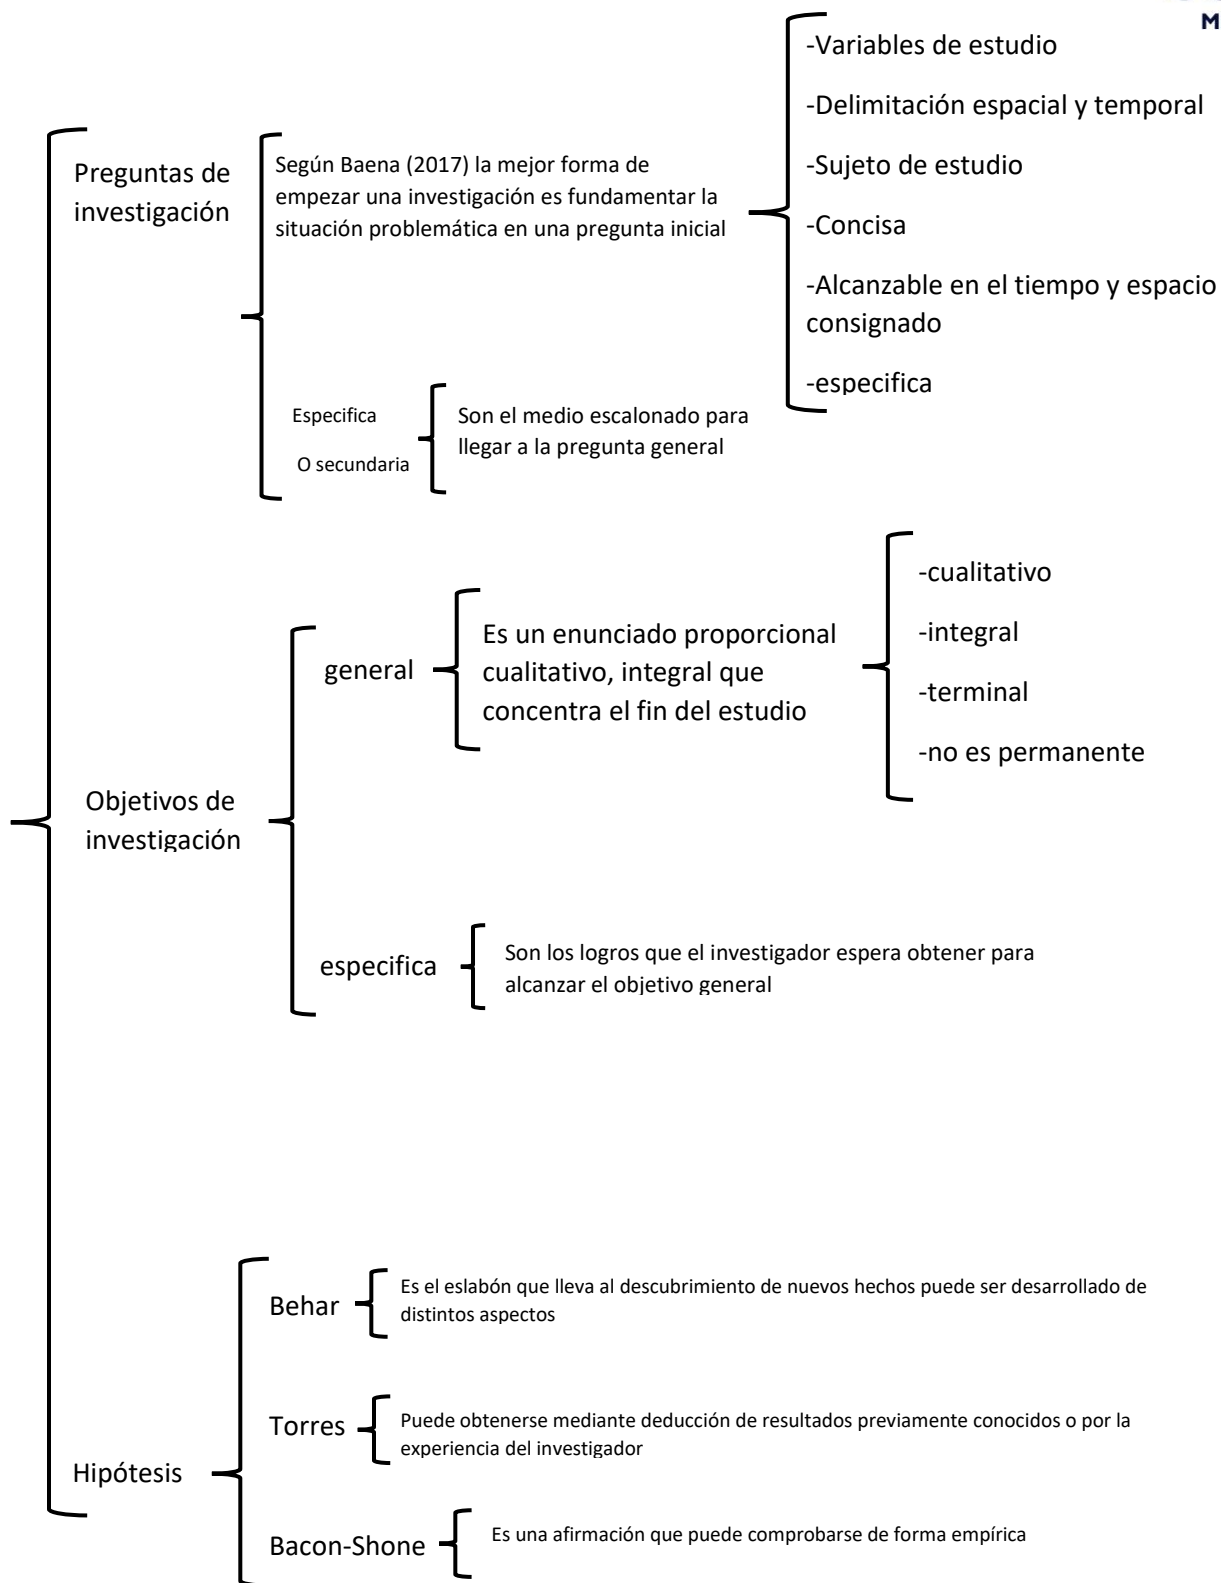 M
-Variables de estudio
-Delimitación espacial y temporal
-Sujeto de estudio
-Concisa
-Alcanzable en el tiempo y espacio
consignado
-especifica
Preguntas de
investigación
Según Baena (2017) la mejor forma de
empezar una investigación es fundamentar la
situación problemática en una pregunta inicial
Especifica
O secundaria
Son el medio escalonado para
llegar a la pregunta general
Objetivos de
investigación
general
Es un enunciado proporcional
cualitativo, integral que
concentra el fin del estudio
-cualitativo
-integral
-terminal
-no es permanente
especifica
Son los logros que el investigador espera obtener para
alcanzar el objetivo general
Hipótesis
Behar
Es el eslabón que lleva al descubrimiento de nuevos hechos puede ser desarrollado de
distintos aspectos
Torres
Puede obtenerse mediante deducción de resultados previamente conocidos o por la
experiencia del investigador
Bacon-Shone
Es una afirmación que puede comprobarse de forma empírica